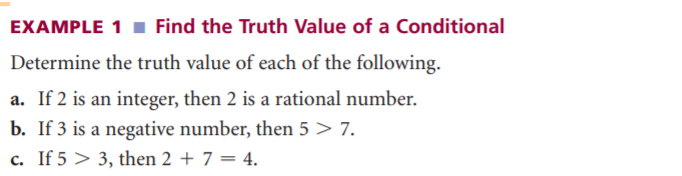 EXAMPLE 1 ■ Find the Truth Value of a Conditional
Determine the truth value of each of the following.
a. If 2 is an integer, then 2 is a rational number.
b. If 3 is a negative number, then 5 > 7.
c. If 5 > 3, then 2 + 7 = 4.